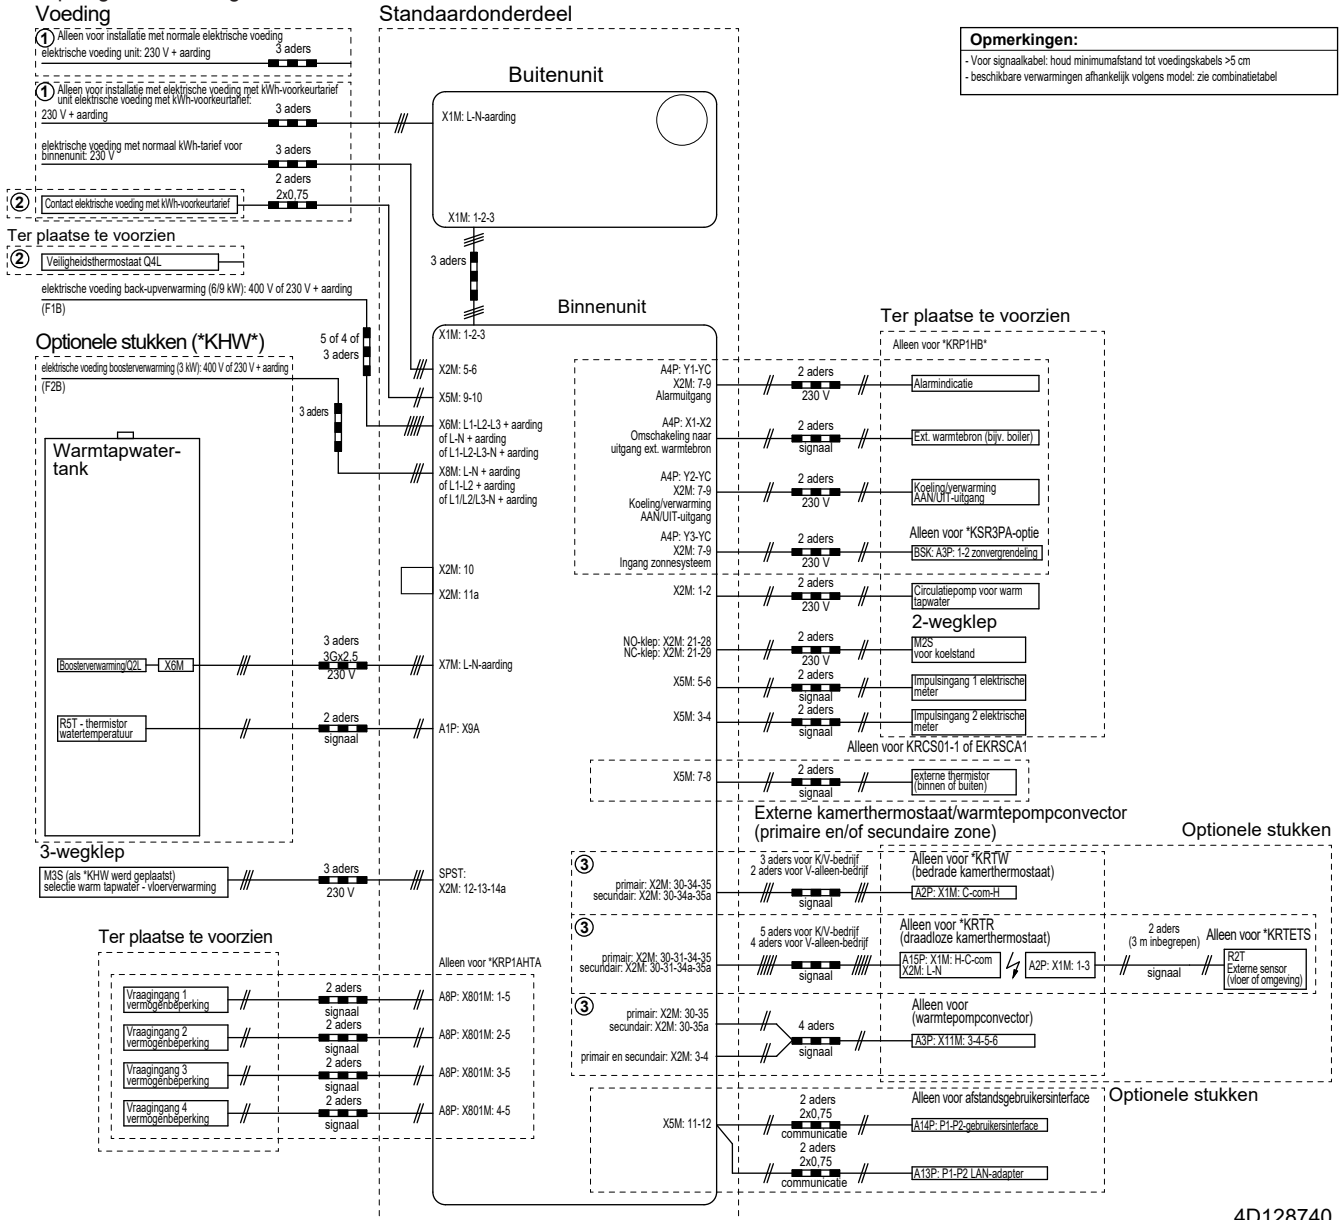 Voeding
① Alleen voor installatie met normale elektrische voeding
elektrische voeding unit: 230 V + aarding
3 aders
① Alleen voor installatie met elektrische voeding met kWh-voorkeurtarief
unit elektrische voeding met kWh-voorkeurtarief:
230 V + aarding
3 aders
elektrische voeding met normaal kWh-tarief voor
binnenunit: 230 V
3 aders
2 aders
2x0,75
② Contact elektrische voeding met kWh-voorkeurtarief
Ter plaatse te voorzien
② Veiligheidsthermostaat Q4L
elektrische voeding back-upverwarming (6/9 kW): 400 V of 230 V + aarding
(F1B)
5 of 4 of
3 aders
Optionele stukken (*KHW*)
elektrische voeding boosterverwarming (3 kW): 400 V of 230 V + aarding
(F2B)
3 aders
Warmtapwater-
tank
Boosterverwarming/Q2L
X6M
3 aders
3Gx2,5
230 V
R5T - thermistor
watertemperatuur
2 aders
signaal
3-wegklep
M3S (als *KHW werd geplaatst)
selectie warm tapwater - vloerverwarming
3 aders
230 V
Ter plaatse te voorzien
Vraagingang 1
vermogenbeperking
2 aders
signaal
Vraagingang 2
vermogenbeperking
2 aders
signaal
Vraagingang 3
vermogenbeperking
2 aders
signaal
Vraagingang 4
vermogenbeperking
2 aders
signaal
Standaardonderdeel
Buitenunit
X1M: L-N-aarding
X1M: 1-2-3
3 aders
Binnenunit
X1M: 1-2-3
X2M: 5-6
X5M: 9-10
X6M: L1-L2-L3 + aarding
of L-N + aarding
of L1-L2-L3-N + aarding
X8M: L-N + aarding
of L1-L2 + aarding
of L1/L2/L3-N + aarding
X2M: 10
X2M: 11a
X7M: L-N-aarding
A1P: X9A
SPST:
X2M: 12-13-14a
Alleen voor *KRP1AHTA
A8P: X801M: 1-5
A8P: X801M: 2-5
A8P: X801M: 3-5
A8P: X801M: 4-5
Opmerkingen:
- Voor signaalkabel: houd minimumafstand tot voedingskabels >5 cm
- beschikbare verwarmingen afhankelijk volgens model: zie combinatietabel
Ter plaatse te voorzien
Alleen voor *KRP1HB*
A4P: Y1-YC
X2M: 7-9
Alarmuitgang
2 aders
230 V
Alarmindicatie
A4P: X1-X2
Omschakeling naar
uitgang ext. warmtebron
2 aders
signaal
Ext. warmtebron (bijv. boiler)
A4P: Y2-YC
X2M: 7-9
Koeling/verwarming
AAN/UIT-uitgang
2 aders
230 V
Koeling/verwarming
AAN/UIT-uitgang
Alleen voor *KSR3PA-optie
A4P: Y3-YC
X2M: 7-9
Ingang zonnesysteem
2 aders
230 V
BSK: A3P: 1-2 zonvergrendeling
X2M: 1-2
2 aders
230 V
Circulatiepomp voor warm
tapwater
2-wegklep
NO-klep: X2M: 21-28
NC-klep: X2M: 21-29
2 aders
230 V
M2S
voor koelstand
X5M: 5-6
2 aders
signaal
Impulsingang 1 elektrische
meter
X5M: 3-4
2 aders
signaal
Impulsingang 2 elektrische
meter
Alleen voor KRCS01-1 of EKRSCA1
X5M: 7-8
2 aders
signaal
externe thermistor
(binnen of buiten)
Externe kamerthermostaat/warmtepompconvector
(primaire en/of secundaire zone)
Optionele stukken
③ primair: X2M: 30-34-35
secundair: X2M: 30-34a-35a
3 aders voor K/V-bedrijf
2 aders voor V-alleen-bedrijf
signaal
Alleen voor *KRTW
(bedrade kamerthermostaat)
A2P: X1M: C-com-H
③ primair: X2M: 30-31-34-35
secundair: X2M: 30-31-34a-35a
5 aders voor K/V-bedrijf
4 aders voor V-alleen-bedrijf
signaal
Alleen voor *KRTR
(draadloze kamerthermostaat)
A15P: X1M: H-C-com
X2M: L-N
A2P: X1M: 1-3
2 aders
(3 m inbegrepen)
signaal
Alleen voor *KRTETS
R2T
Externe sensor
(vloer of omgeving)
③ primair: X2M: 30-35
secundair: X2M: 30-35a
primair en secundair: X2M: 3-4
4 aders
signaal
Alleen voor
(warmtepompconvector)
A3P: X11M: 3-4-5-6
Alleen voor afstandsgebruikersinterface
Optionele stukken
X5M: 11-12
2 aders
2x0,75
communicatie
A14P: P1-P2-gebruikersinterface
2 aders
2x0,75
communicatie
A13P: P1-P2 LAN-adapter
4D128740